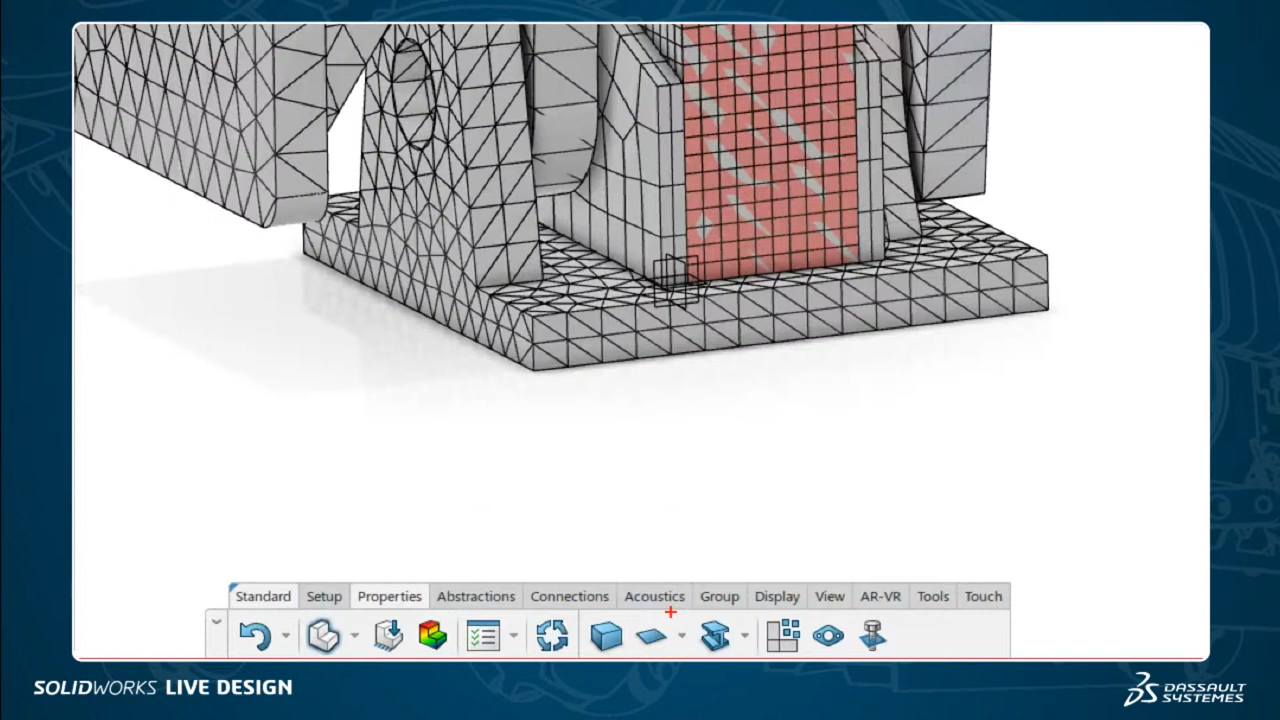 Standard Setup Properties Abstractions Connections Acoustics Group Display View AR-VR Tools Touch
SOLIDWORKS LIVE DESIGN
DASSAULT
SYSTEMES